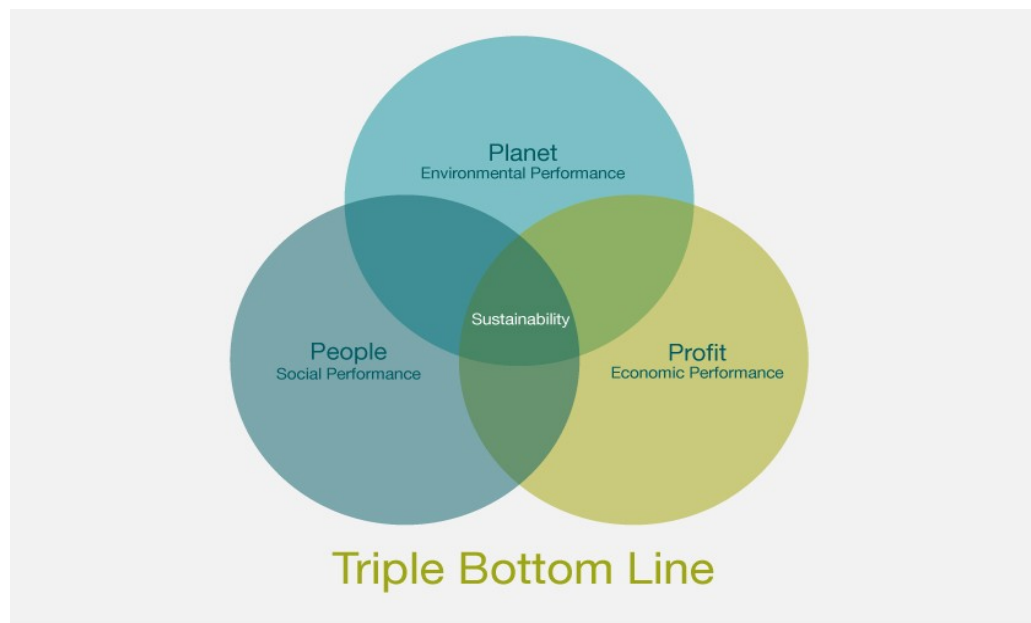 Planet
Environmental Performance
Sustainability
People
Social Performance
Profit
Economic Performance
Triple Bottom Line